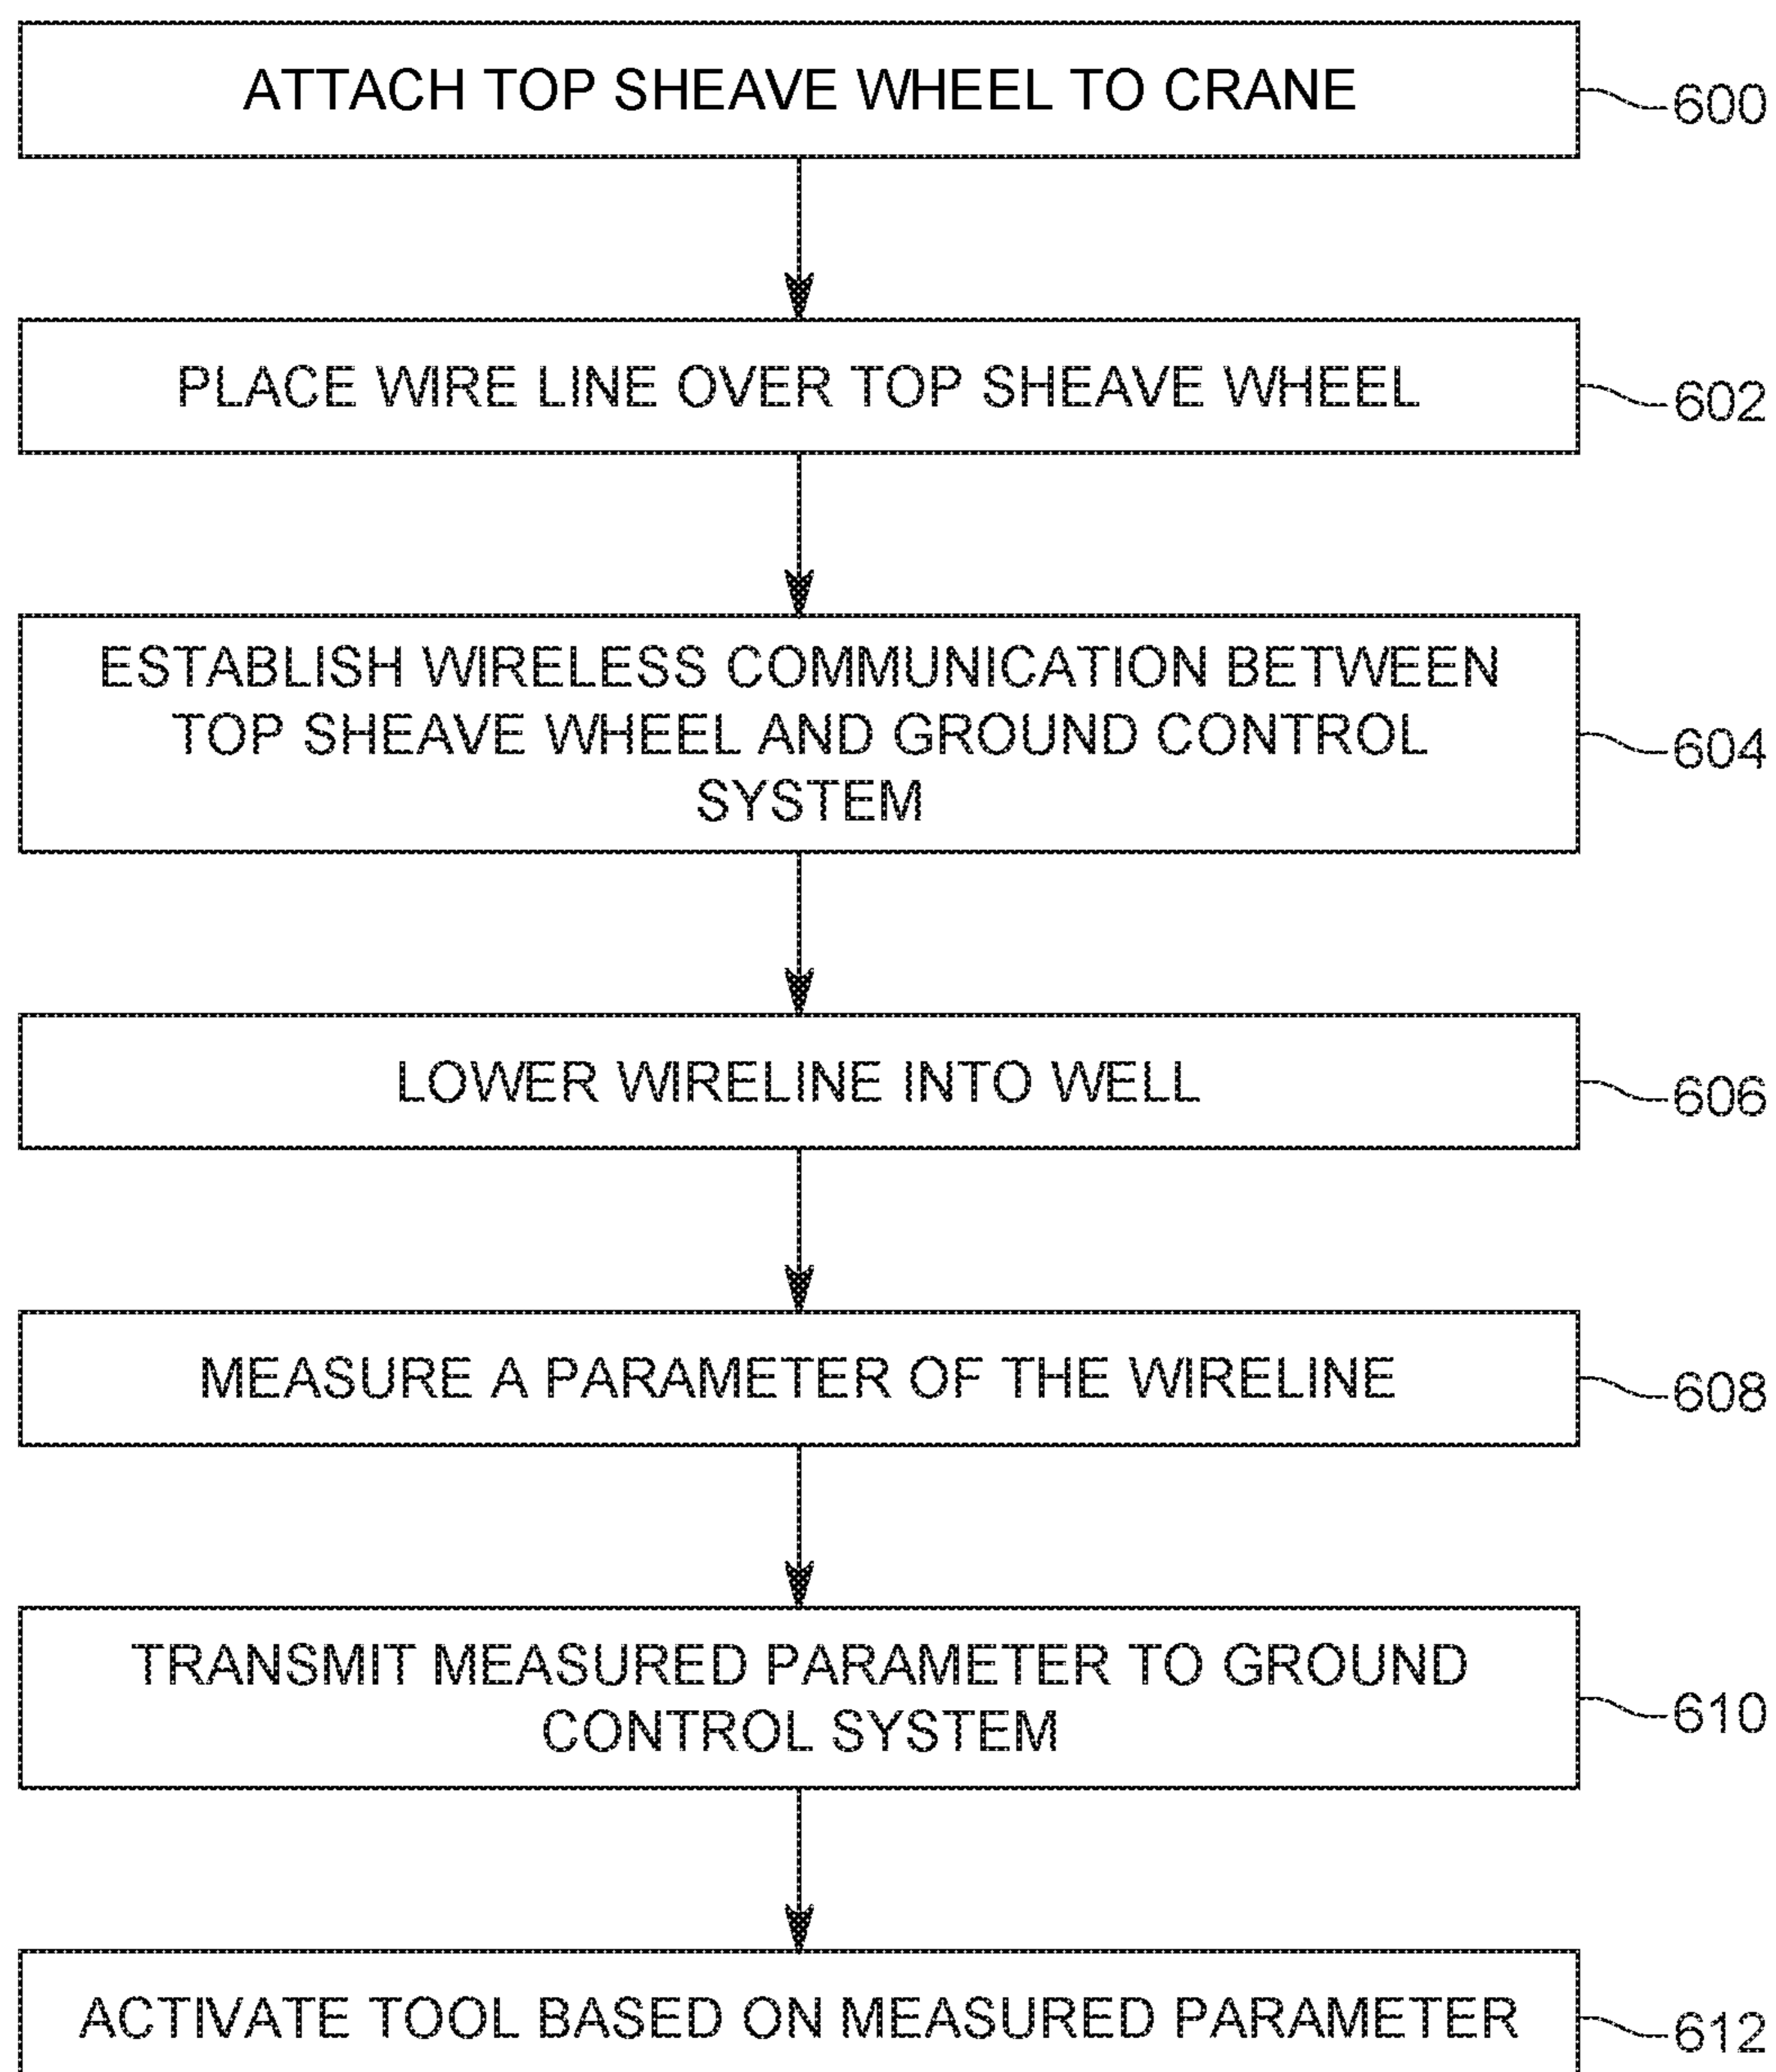 ATTACH TOP SHEAVE WHEEL TO CRANE
600
PLACE WIRE LINE OVER TOP SHEAVE WHEEL
602
ESTABLISH WIRELESS COMMUNICATION BETWEEN
TOP SHEAVE WHEEL AND GROUND CONTROL
SYSTEM
604
LOWER WIRELINE INTO WELL
606
MEASURE A PARAMETER OF THE WIRELINE
608
TRANSMIT MEASURED PARAMETER TO GROUND
CONTROL SYSTEM
610
ACTIVATE TOOL BASED ON MEASURED PARAMETER
612